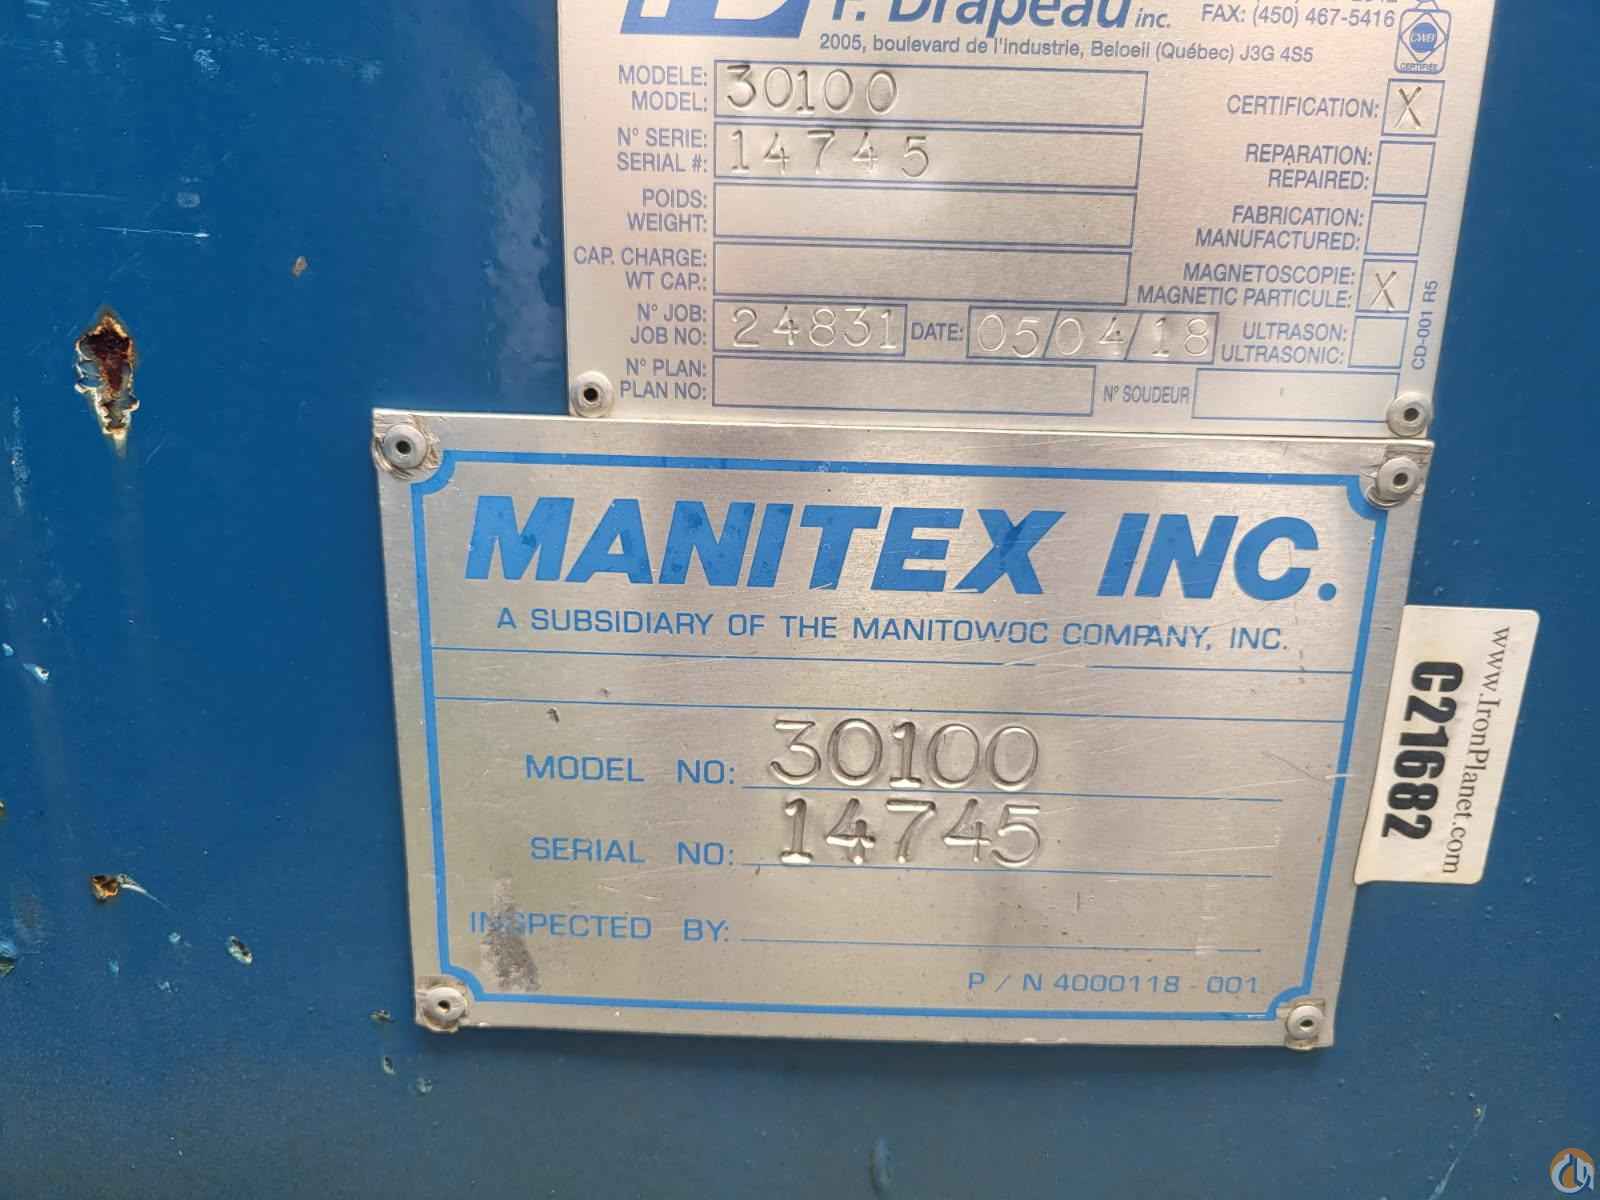 F. Drapeau inc.
FAX: (450) 467-5416
2005, boulevard de l'industrie, Beloeil (Québec) J3G 4S5
CWB
CERTIFIÉE
MODELE:
MODEL: 30100
N° SERIE:
SERIAL #: 14745
POIDS:
WEIGHT:
CAP. CHARGE:
WT CAP.:
N° JOB:
JOB NO: 24831 DATE: 05/04/18
N° PLAN:
PLAN NO: N° SOUDEUR
CERTIFICATION: X
REPARATION:
REPAIRED:
FABRICATION:
MANUFACTURED:
MAGNETOSCOPIE:
MAGNETIC PARTICULE: X
ULTRASON:
ULTRASONIC:
CD-001 R5
MANITEX INC.
A SUBSIDIARY OF THE MANITOWOC COMPANY, INC.
MODEL NO: 30100
SERIAL NO: 14745
INSPECTED BY:
P / N 4000118 - 001
www.IronPlanet.com
C21682